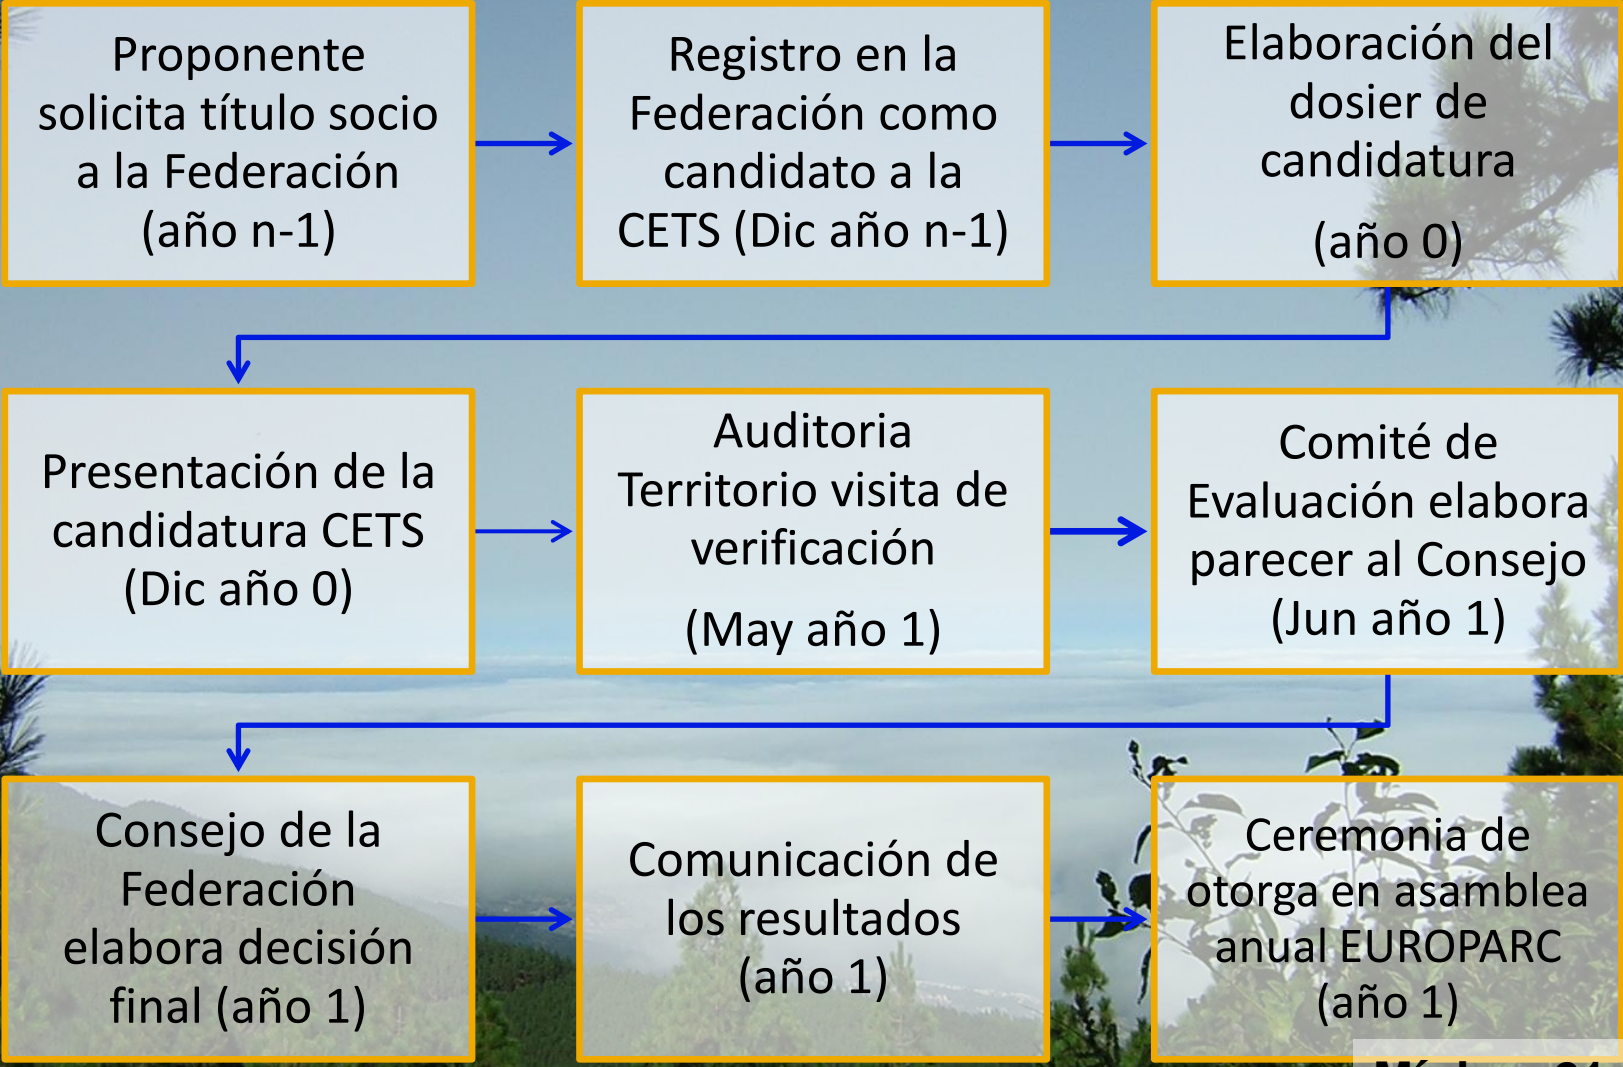 Proponente
solicita título socio
a la Federación
(año n-1)
Registro en la
Federación como
candidato a la
CETS (Dic año n-1)
Elaboración del
dosier de
candidatura
(año 0)
Presentación de la
candidatura CETS
(Dic año 0)
Auditoria
Territorio visita de
verificación
(May año 1)
Comité de
Evaluación elabora
parecer al Consejo
(Jun año 1)
Consejo de la
Federación
elabora decisión
final (año 1)
Comunicación de
los resultados
(año 1)
Ceremonia de
otorga en asamblea
anual EUROPARC
(año 1)